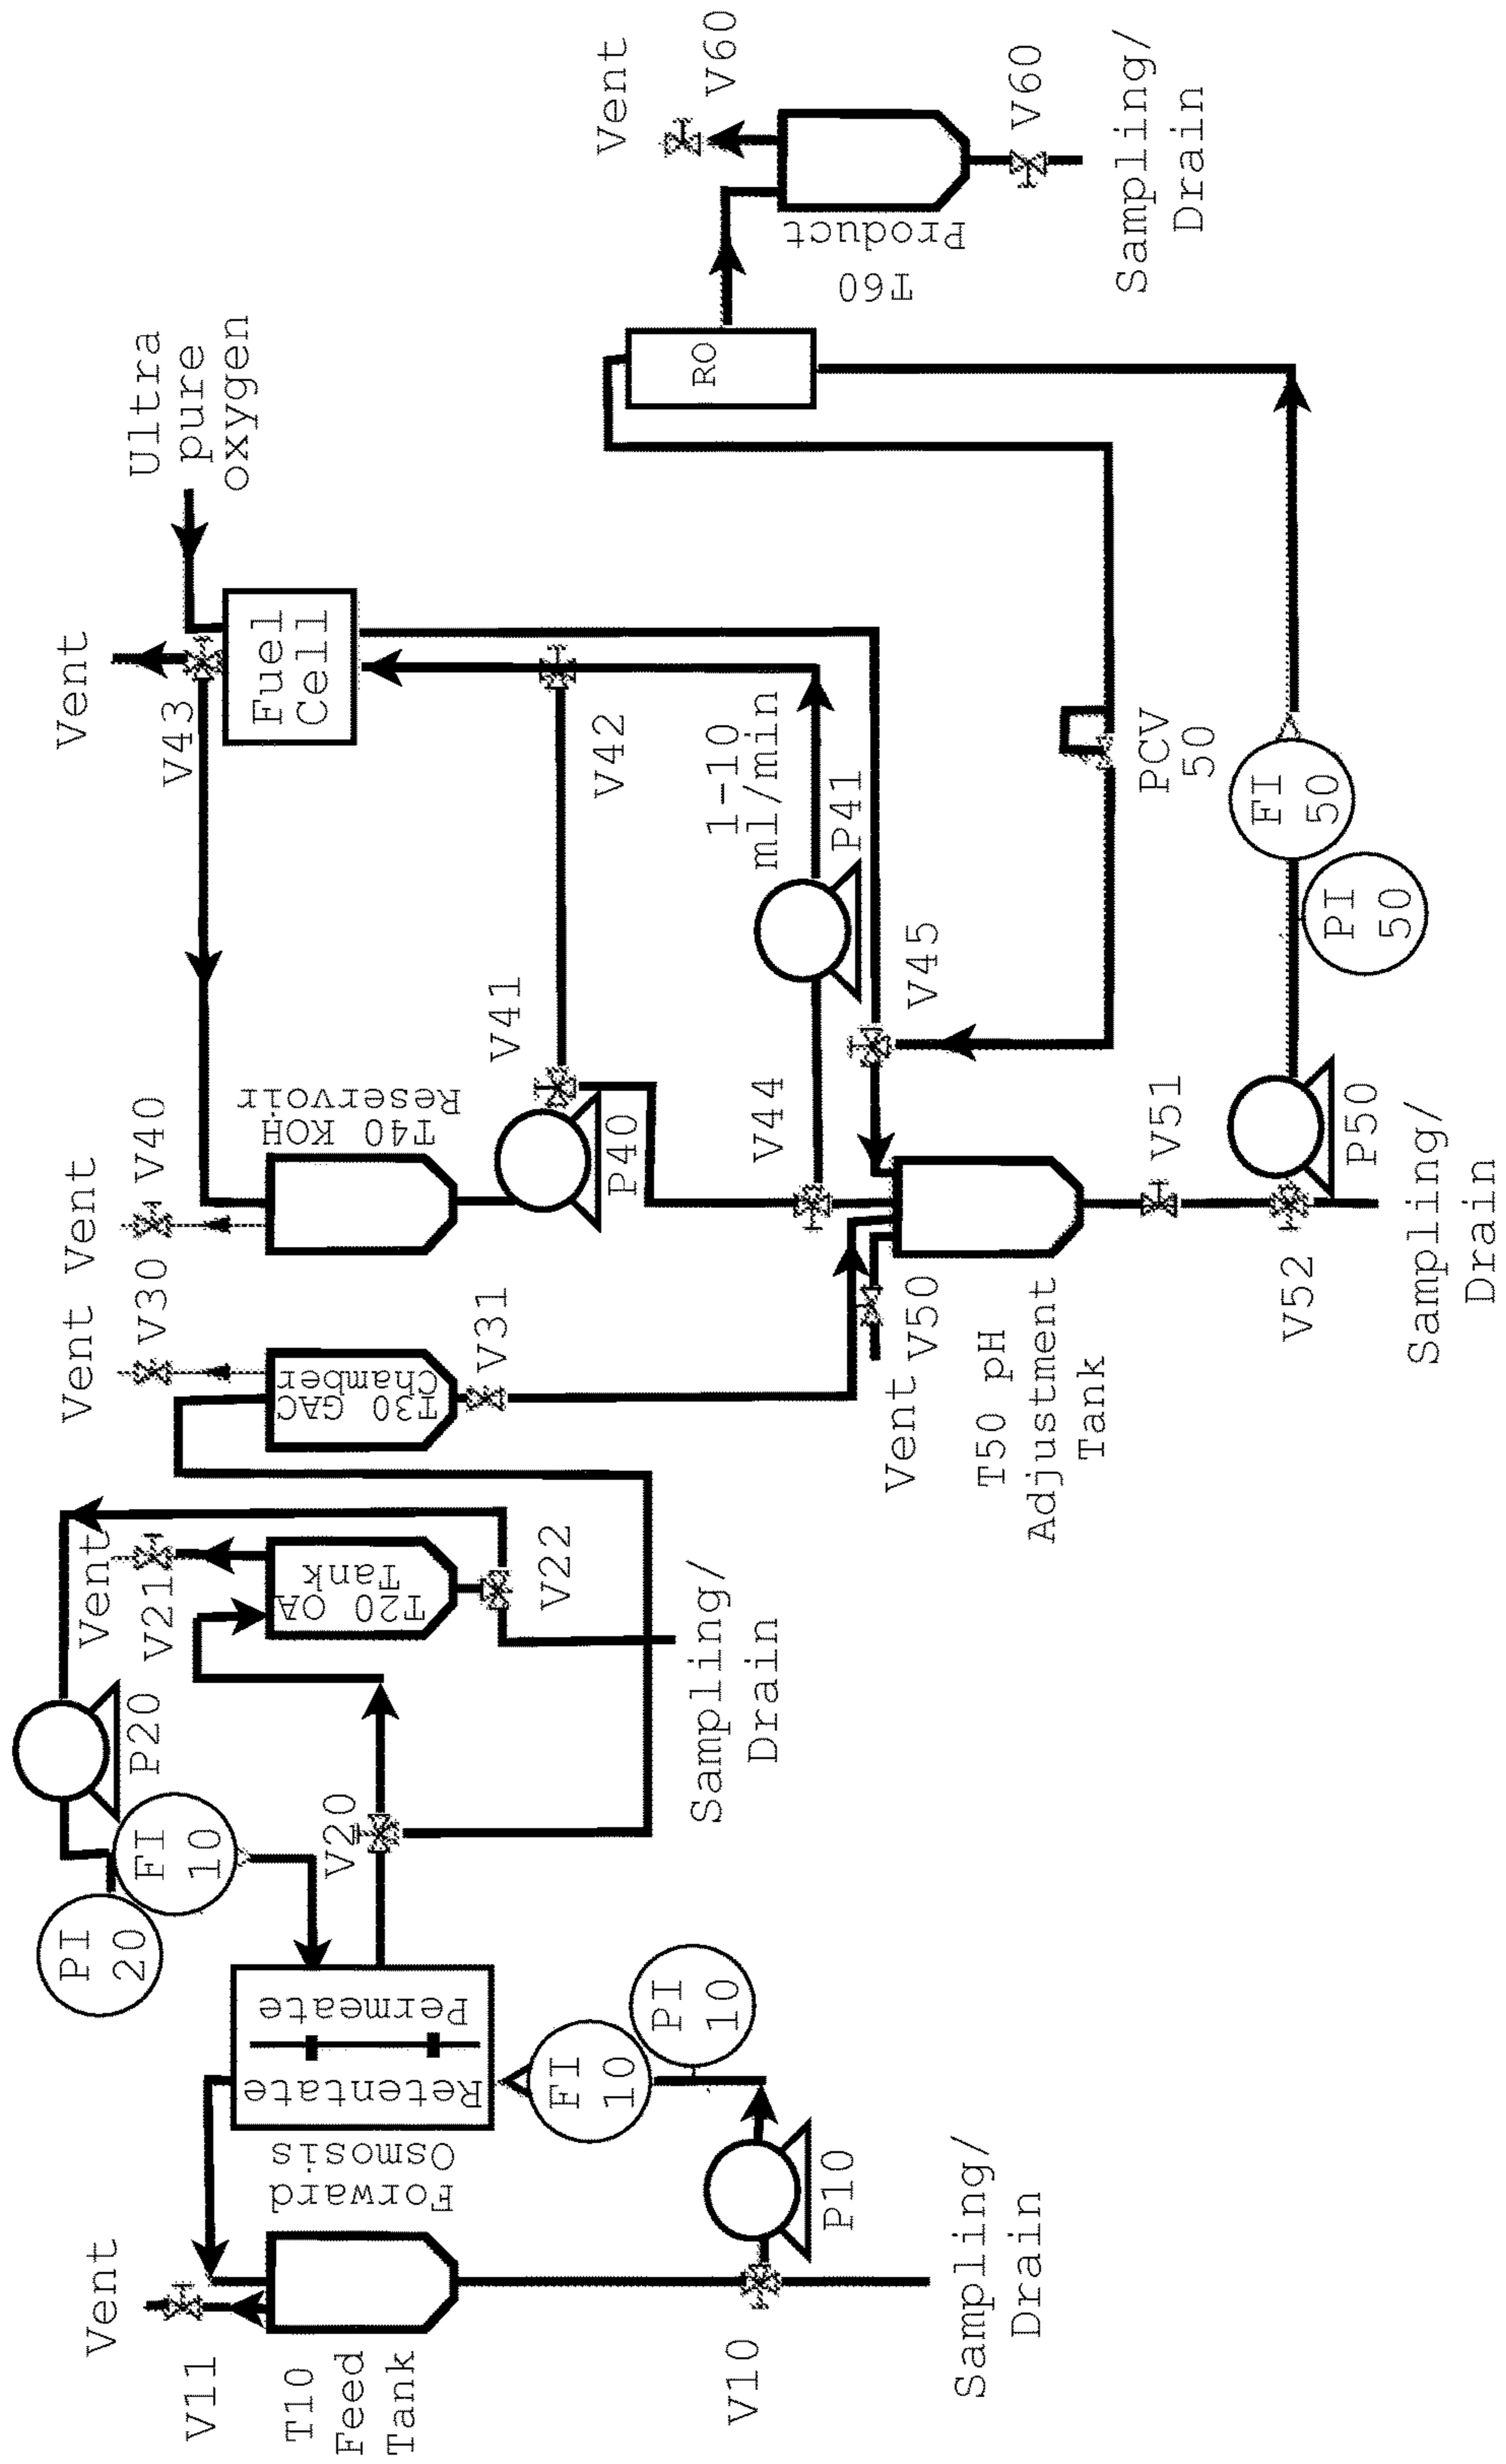 Vent
V11
T10
Feed
Tank
V10
Sampling/
Drain
P10
Forward
Osmosis
Retentate
Permeate
FI
10
PI
10
PI
20
FI
10
P20
V20
Vent
V21
T20 OA
Tank
V22
Sampling/
Drain
Vent
V30
T30 GAC
Chamber
V31
Vent
V40
T40 KOH
Reservoir
P40
V41
V42
Vent
V43
Fuel
Cell
Ultra
pure
oxygen
1-10
ml/min
P41
V44
V45
Vent
V50
T50 pH
Adjustment
Tank
V51
V52
Sampling/
Drain
P50
PI
50
FI
50
PCV
50
RO
Vent
V60
T60
Product
V60
Sampling/
Drain